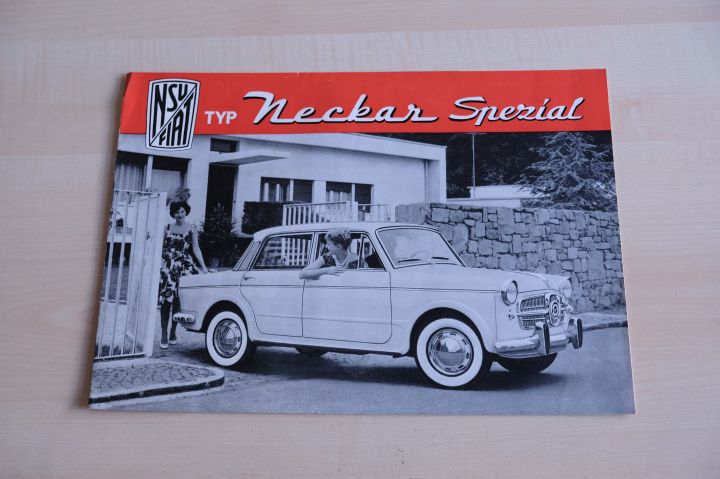 NSU
FIAT
TYP Neckar Spezial